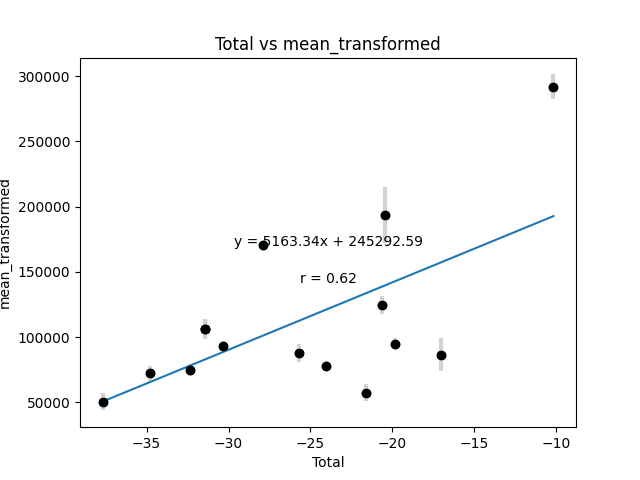 Total vs mean_transformed
300000
250000
200000
150000
100000
50000
mean_transformed
y = 5163.34x + 245292.59
r = 0.62
−35
−30
−25
−20
−15
−10
Total